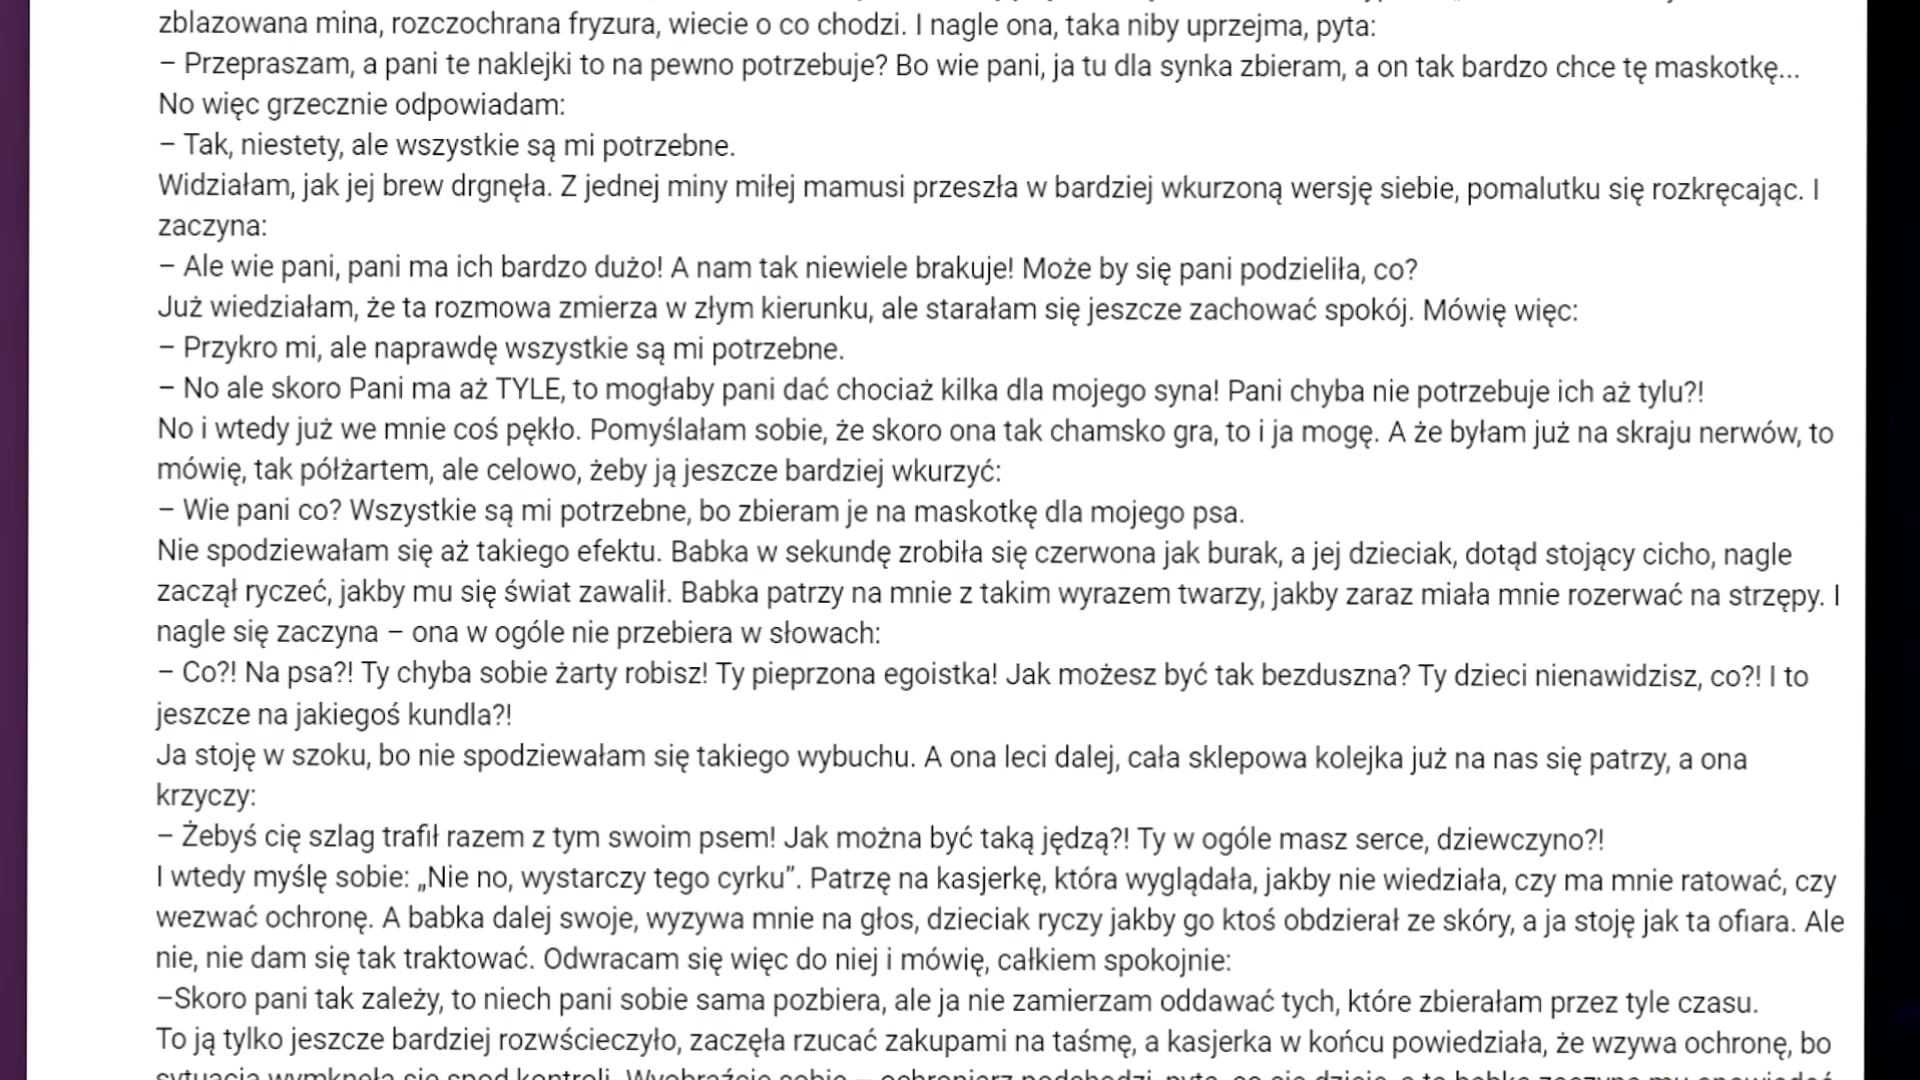 zblazowana mina, rozczochrana fryzura, wiecie o co chodzi. I nagle ona, taka niby uprzejma, pyta:
– Przepraszam, a pani te naklejki to na pewno potrzebuje? Bo wie pani, ja tu dla synka zbieram, a on tak bardzo chce tę maskotkę...
No więc grzecznie odpowiadam:
– Tak, niestety, ale wszystkie są mi potrzebne.
Widziałam, jak jej brew drgnęła. Z jednej miny miłej mamusi przeszła w bardziej wkurzoną wersję siebie, pomalutku się rozkręcając. I
zaczyna:
– Ale wie pani, pani ma ich bardzo dużo! A nam tak niewiele brakuje! Może by się pani podzieliła, co?
Już wiedziałam, że ta rozmowa zmierza w złym kierunku, ale starałam się jeszcze zachować spokój. Mówię więc:
– Przykro mi, ale naprawdę wszystkie są mi potrzebne.
– No ale skoro Pani ma aż TYLE, to mogłaby pani dać chociaż kilka dla mojego syna! Pani chyba nie potrzebuje ich aż tylu?!
No i wtedy już we mnie coś pękło. Pomyślałam sobie, że skoro ona tak chamsko gra, to i ja mogę. A że byłam już na skraju nerwów, to
mówię, tak półżartem, ale celowo, żeby ją jeszcze bardziej wkurzyć:
– Wie pani co? Wszystkie są mi potrzebne, bo zbieram je na maskotkę dla mojego psa.
Nie spodziewałam się aż takiego efektu. Babka w sekundę zrobiła się czerwona jak burak, a jej dzieciak, dotąd stojący cicho, nagle
zaczął ryczeć, jakby mu się świat zawalił. Babka patrzy na mnie z takim wyrazem twarzy, jakby zaraz miała mnie rozerwać na strzępy. I
nagle się zaczyna – ona w ogóle nie przebiera w słowach:
– Co?! Na psa?! Ty chyba sobie żarty robisz! Ty pieprzona egoistka! Jak możesz być tak bezduszna? Ty dzieci nienawidzisz, co?! I to
jeszcze na jakiegoś kundla?!
Ja stoję w szoku, bo nie spodziewałam się takiego wybuchu. A ona leci dalej, cała sklepowa kolejka już na nas się patrzy, a ona
krzyczy:
– Żebyś cię szlag trafił razem z tym swoim psem! Jak można być taką jędzą?! Ty w ogóle masz serce, dziewczyno?!
I wtedy myślę sobie: „Nie no, wystarczy tego cyrku”. Patrzę na kasjerkę, która wyglądała, jakby nie wiedziała, czy ma mnie ratować, czy
wezwać ochronę. A babka dalej swoje, wyzywa mnie na głos, dzieciak ryczy jakby go ktoś obdzierał ze skóry, a ja stoję jak ta ofiara. Ale
nie, nie dam się tak traktować. Odwracam się więc do niej i mówię, całkiem spokojnie:
–Skoro pani tak zależy, to niech pani sobie sama pozbiera, ale ja nie zamierzam oddawać tych, które zbierałam przez tyle czasu.
To ją tylko jeszcze bardziej rozwścieczyło, zaczęła rzucać zakupami na taśmę, a kasjerka w końcu powiedziała, że wzywa ochronę, bo
sytuacja wymknęła się spod kontroli. Wyobraźcie sobie – ochroniarz podchodzi, pyta, co się dzieje, a ta babka zaczyna mu opowiadać